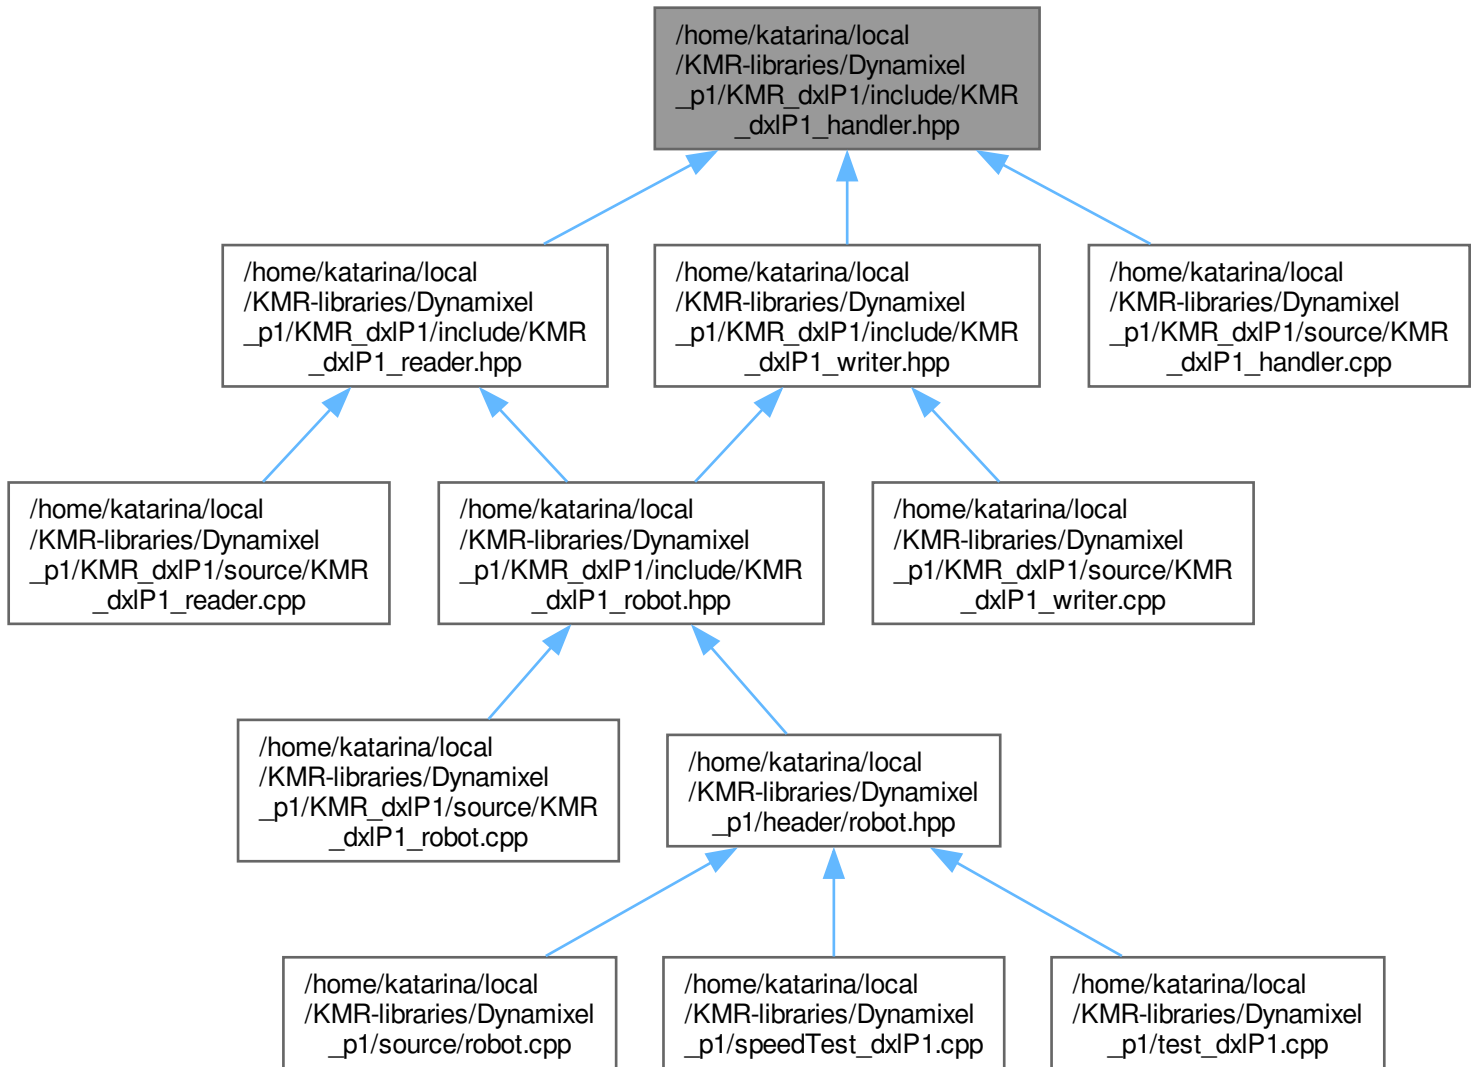 /home/katarina/local
/KMR-libraries/Dynamixel
_p1/KMR_dxlP1/include/KMR
_dxlP1_handler.hpp
/home/katarina/local
/KMR-libraries/Dynamixel
_p1/KMR_dxlP1/include/KMR
_dxlP1_reader.hpp
/home/katarina/local
/KMR-libraries/Dynamixel
_p1/KMR_dxlP1/include/KMR
_dxlP1_writer.hpp
/home/katarina/local
/KMR-libraries/Dynamixel
_p1/KMR_dxlP1/source/KMR
_dxlP1_handler.cpp
/home/katarina/local
/KMR-libraries/Dynamixel
_p1/KMR_dxlP1/source/KMR
_dxlP1_reader.cpp
/home/katarina/local
/KMR-libraries/Dynamixel
_p1/KMR_dxlP1/include/KMR
_dxlP1_robot.hpp
/home/katarina/local
/KMR-libraries/Dynamixel
_p1/KMR_dxlP1/source/KMR
_dxlP1_writer.cpp
/home/katarina/local
/KMR-libraries/Dynamixel
_p1/KMR_dxlP1/source/KMR
_dxlP1_robot.cpp
/home/katarina/local
/KMR-libraries/Dynamixel
_p1/header/robot.hpp
/home/katarina/local
/KMR-libraries/Dynamixel
_p1/source/robot.cpp
/home/katarina/local
/KMR-libraries/Dynamixel
_p1/speedTest_dxlP1.cpp
/home/katarina/local
/KMR-libraries/Dynamixel
_p1/test_dxlP1.cpp